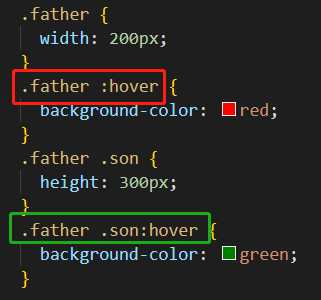 .father {
width: 200px;
}
.father :hover {
background-color: red;
}
.father .son {
height: 300px;
}
.father .son:hover {
background-color: green;
}